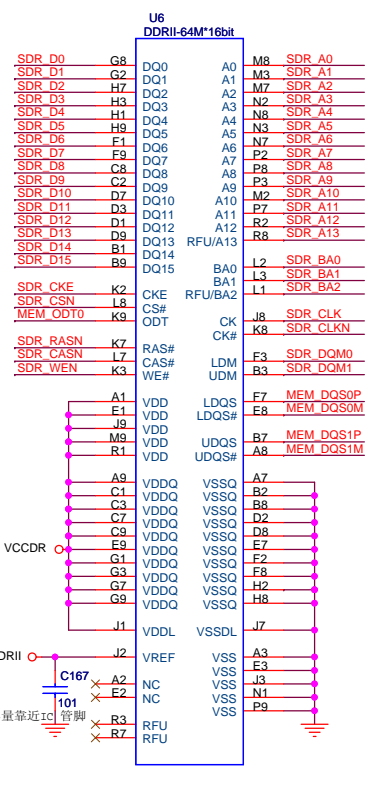 U6
DDRII-64M*16bit
SDR_D0 G8 DQ0 A0 M8 SDR_A0
SDR_D1 G2 DQ1 A1 M3 SDR_A1
SDR_D2 H7 DQ2 A2 M7 SDR_A2
SDR_D3 H3 DQ3 A3 N2 SDR_A3
SDR_D4 H1 DQ4 A4 N8 SDR_A4
SDR_D5 H9 DQ5 A5 N3 SDR_A5
SDR_D6 F1 DQ6 A6 N7 SDR_A6
SDR_D7 F9 DQ7 A7 P2 SDR_A7
SDR_D8 C8 DQ8 A8 P8 SDR_A8
SDR_D9 C2 DQ9 A9 P3 SDR_A9
SDR_D10 D7 DQ10 A10 M2 SDR_A10
SDR_D11 D3 DQ11 A11 P7 SDR_A11
SDR_D12 D1 DQ12 A12 R2 SDR_A12
SDR_D13 D9 DQ13 RFU/A13 R8 SDR_A13
SDR_D14 B1 DQ14
SDR_D15 B9 DQ15 BA0 L2 SDR_BA0
BA1 L3 SDR_BA1
SDR_CKE K2 CKE RFU/BA2 L1 SDR_BA2
SDR_CSN L8 CS#
MEM_ODT0 K9 ODT CK J8 SDR_CLK
CK# K8 SDR_CLKN
SDR_RASN K7 RAS#
SDR_CASN L7 CAS# LDM F3 SDR_DQM0
SDR_WEN K3 WE# UDM B3 SDR_DQM1
A1 VDD LDQS F7 MEM_DQS0P
E1 VDD LDQS# E8 MEM_DQS0M
J9 VDD
M9 VDD UDQS B7 MEM_DQS1P
R1 VDD UDQS# A8 MEM_DQS1M
A9 VDDQ VSSQ A7
C1 VDDQ VSSQ B2
C3 VDDQ VSSQ B8
C7 VDDQ VSSQ D2
C9 VDDQ VSSQ D8
VCCDR E9 VDDQ VSSQ E7
G1 VDDQ VSSQ F2
G3 VDDQ VSSQ F8
G7 VDDQ VSSQ H2
G9 VDDQ VSSQ H8
J1 VDDL VSSDL J7
DRII J2 VREF VSS A3
VSS E3
C167 A2 NC VSS J3
101 E2 NC VSS N1
VSS P9
量靠近IC 管脚
R3 RFU
R7 RFU